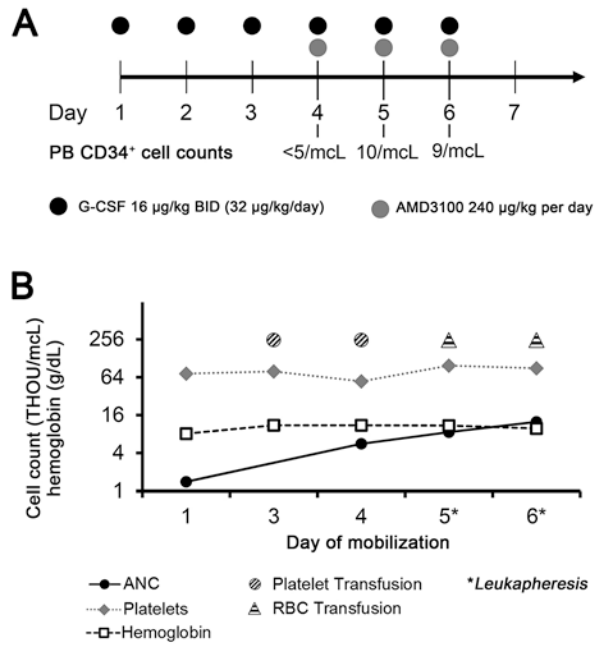 A
Day 1 2 3 4 5 6 7
PB CD34⁺ cell counts <5/mcL 10/mcL 9/mcL
G-CSF 16 µg/kg BID (32 µg/kg/day) AMD3100 240 µg/kg per day
B
Cell count (THOU/mcL)
hemoglobin (g/dL)
256
64
16
4
1
1 3 4 5* 6*
Day of mobilization
ANC Platelet Transfusion *Leukapheresis
Platelets RBC Transfusion
Hemoglobin